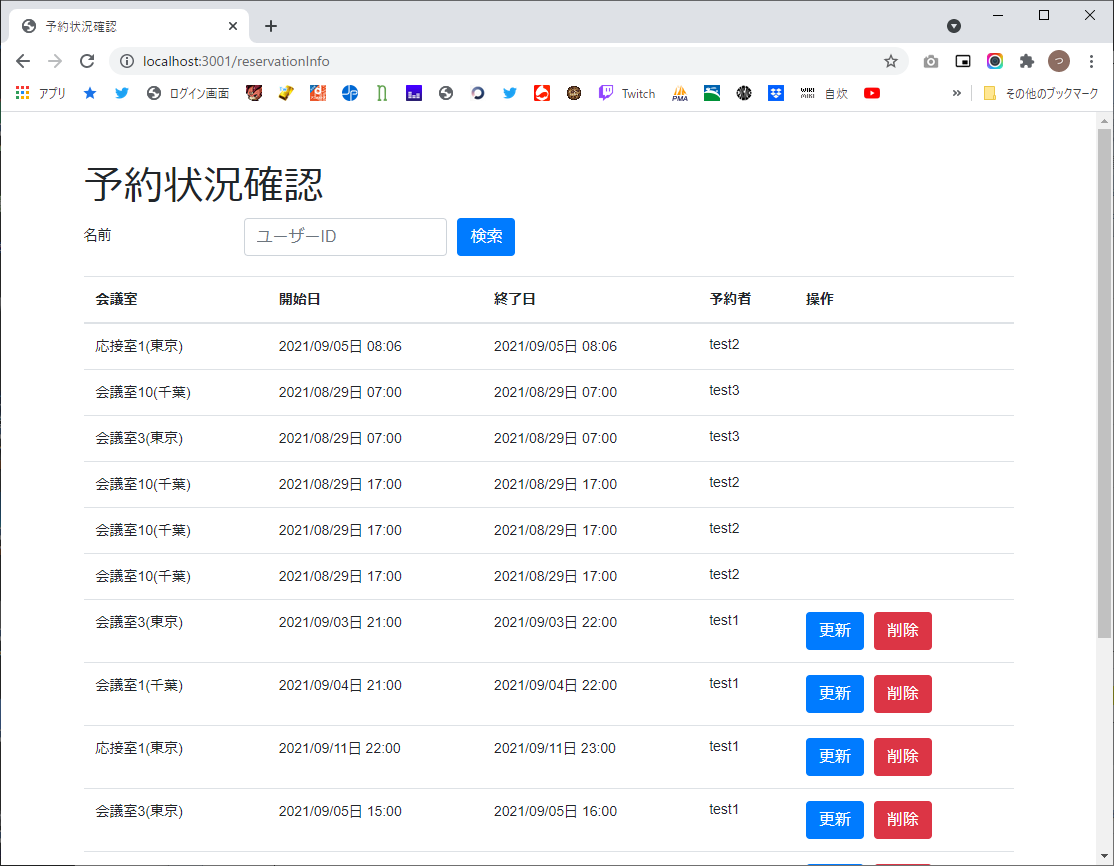 予約状況確認
localhost:3001/reservationInfo
アプリ ログイン画面 Twitch PMA WIKI WIKI 自炊 » その他のブックマーク
予約状況確認
名前 ユーザーID 検索
会議室 開始日 終了日 予約者 操作
応接室1(東京) 2021/09/05日 08:06 2021/09/05日 08:06 test2
会議室10(千葉) 2021/08/29日 07:00 2021/08/29日 07:00 test3
会議室3(東京) 2021/08/29日 07:00 2021/08/29日 07:00 test3
会議室10(千葉) 2021/08/29日 17:00 2021/08/29日 17:00 test2
会議室10(千葉) 2021/08/29日 17:00 2021/08/29日 17:00 test2
会議室10(千葉) 2021/08/29日 17:00 2021/08/29日 17:00 test2
会議室3(東京) 2021/09/03日 21:00 2021/09/03日 22:00 test1 更新 削除
会議室1(千葉) 2021/09/04日 21:00 2021/09/04日 22:00 test1 更新 削除
応接室1(東京) 2021/09/11日 22:00 2021/09/11日 23:00 test1 更新 削除
会議室3(東京) 2021/09/05日 15:00 2021/09/05日 16:00 test1 更新 削除